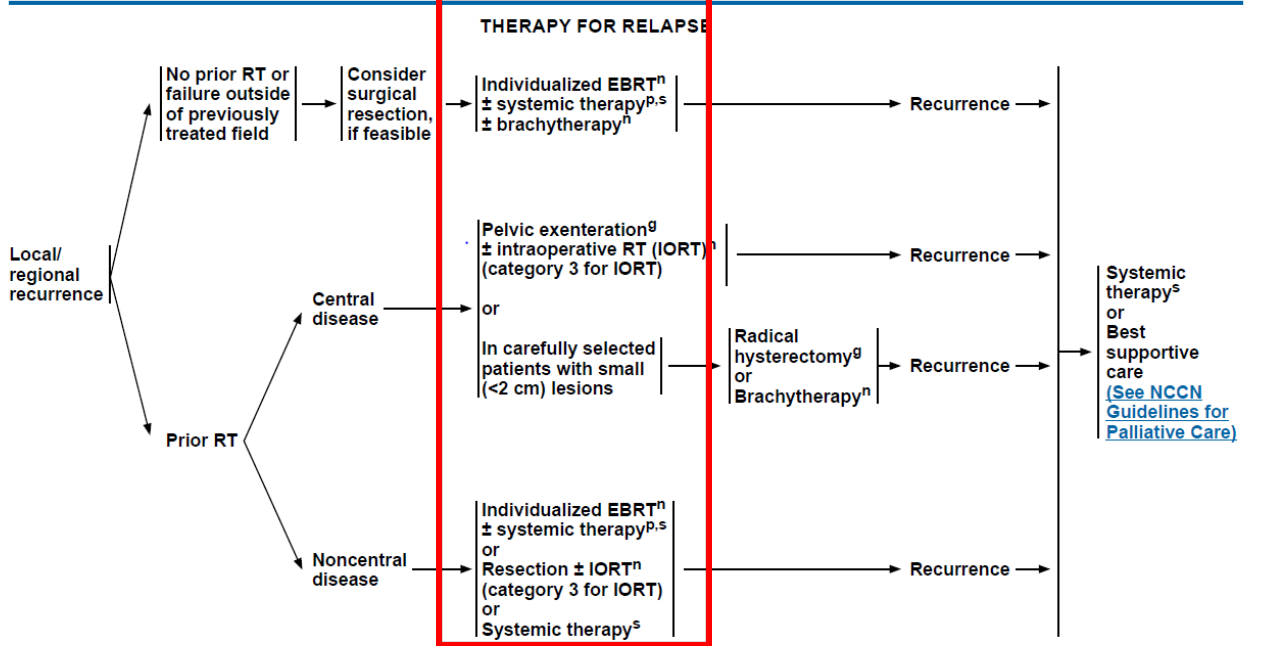 THERAPY FOR RELAPSE
No prior RT or
failure outside
of previously
treated field
Consider
surgical
resection,
if feasible
Individualized EBRTⁿ
± systemic therapyᵖ,ˢ
± brachytherapyⁿ
Recurrence
Local/
regional
recurrence
Prior RT
Central
disease
Pelvic exenterationᵍ
± intraoperative RT (IORT)ⁿ
(category 3 for IORT)
or
In carefully selected
patients with small
(<2 cm) lesions
Recurrence
Radical
hysterectomyᵍ
or
Brachytherapyⁿ
Recurrence
Noncentral
disease
Individualized EBRTⁿ
± systemic therapyᵖ,ˢ
or
Resection ± IORTⁿ
(category 3 for IORT)
or
Systemic therapyˢ
Recurrence
Systemic
therapyˢ
or
Best
supportive
care
(See NCCN
Guidelines for
Palliative Care)